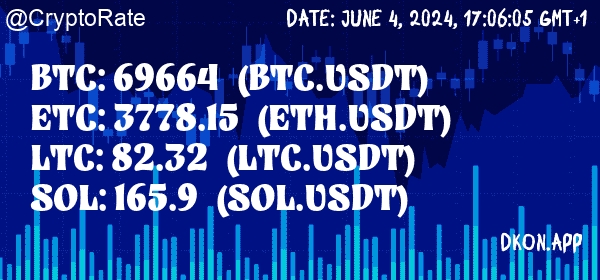 @CryptoRate
DATE: JUNE 4, 2024, 17:06:05 GMT+1
BTC: 69664 (BTC.USDT)
ETC: 3778.15 (ETH.USDT)
LTC: 82.32 (LTC.USDT)
SOL: 165.9 (SOL.USDT)
DKON.APP